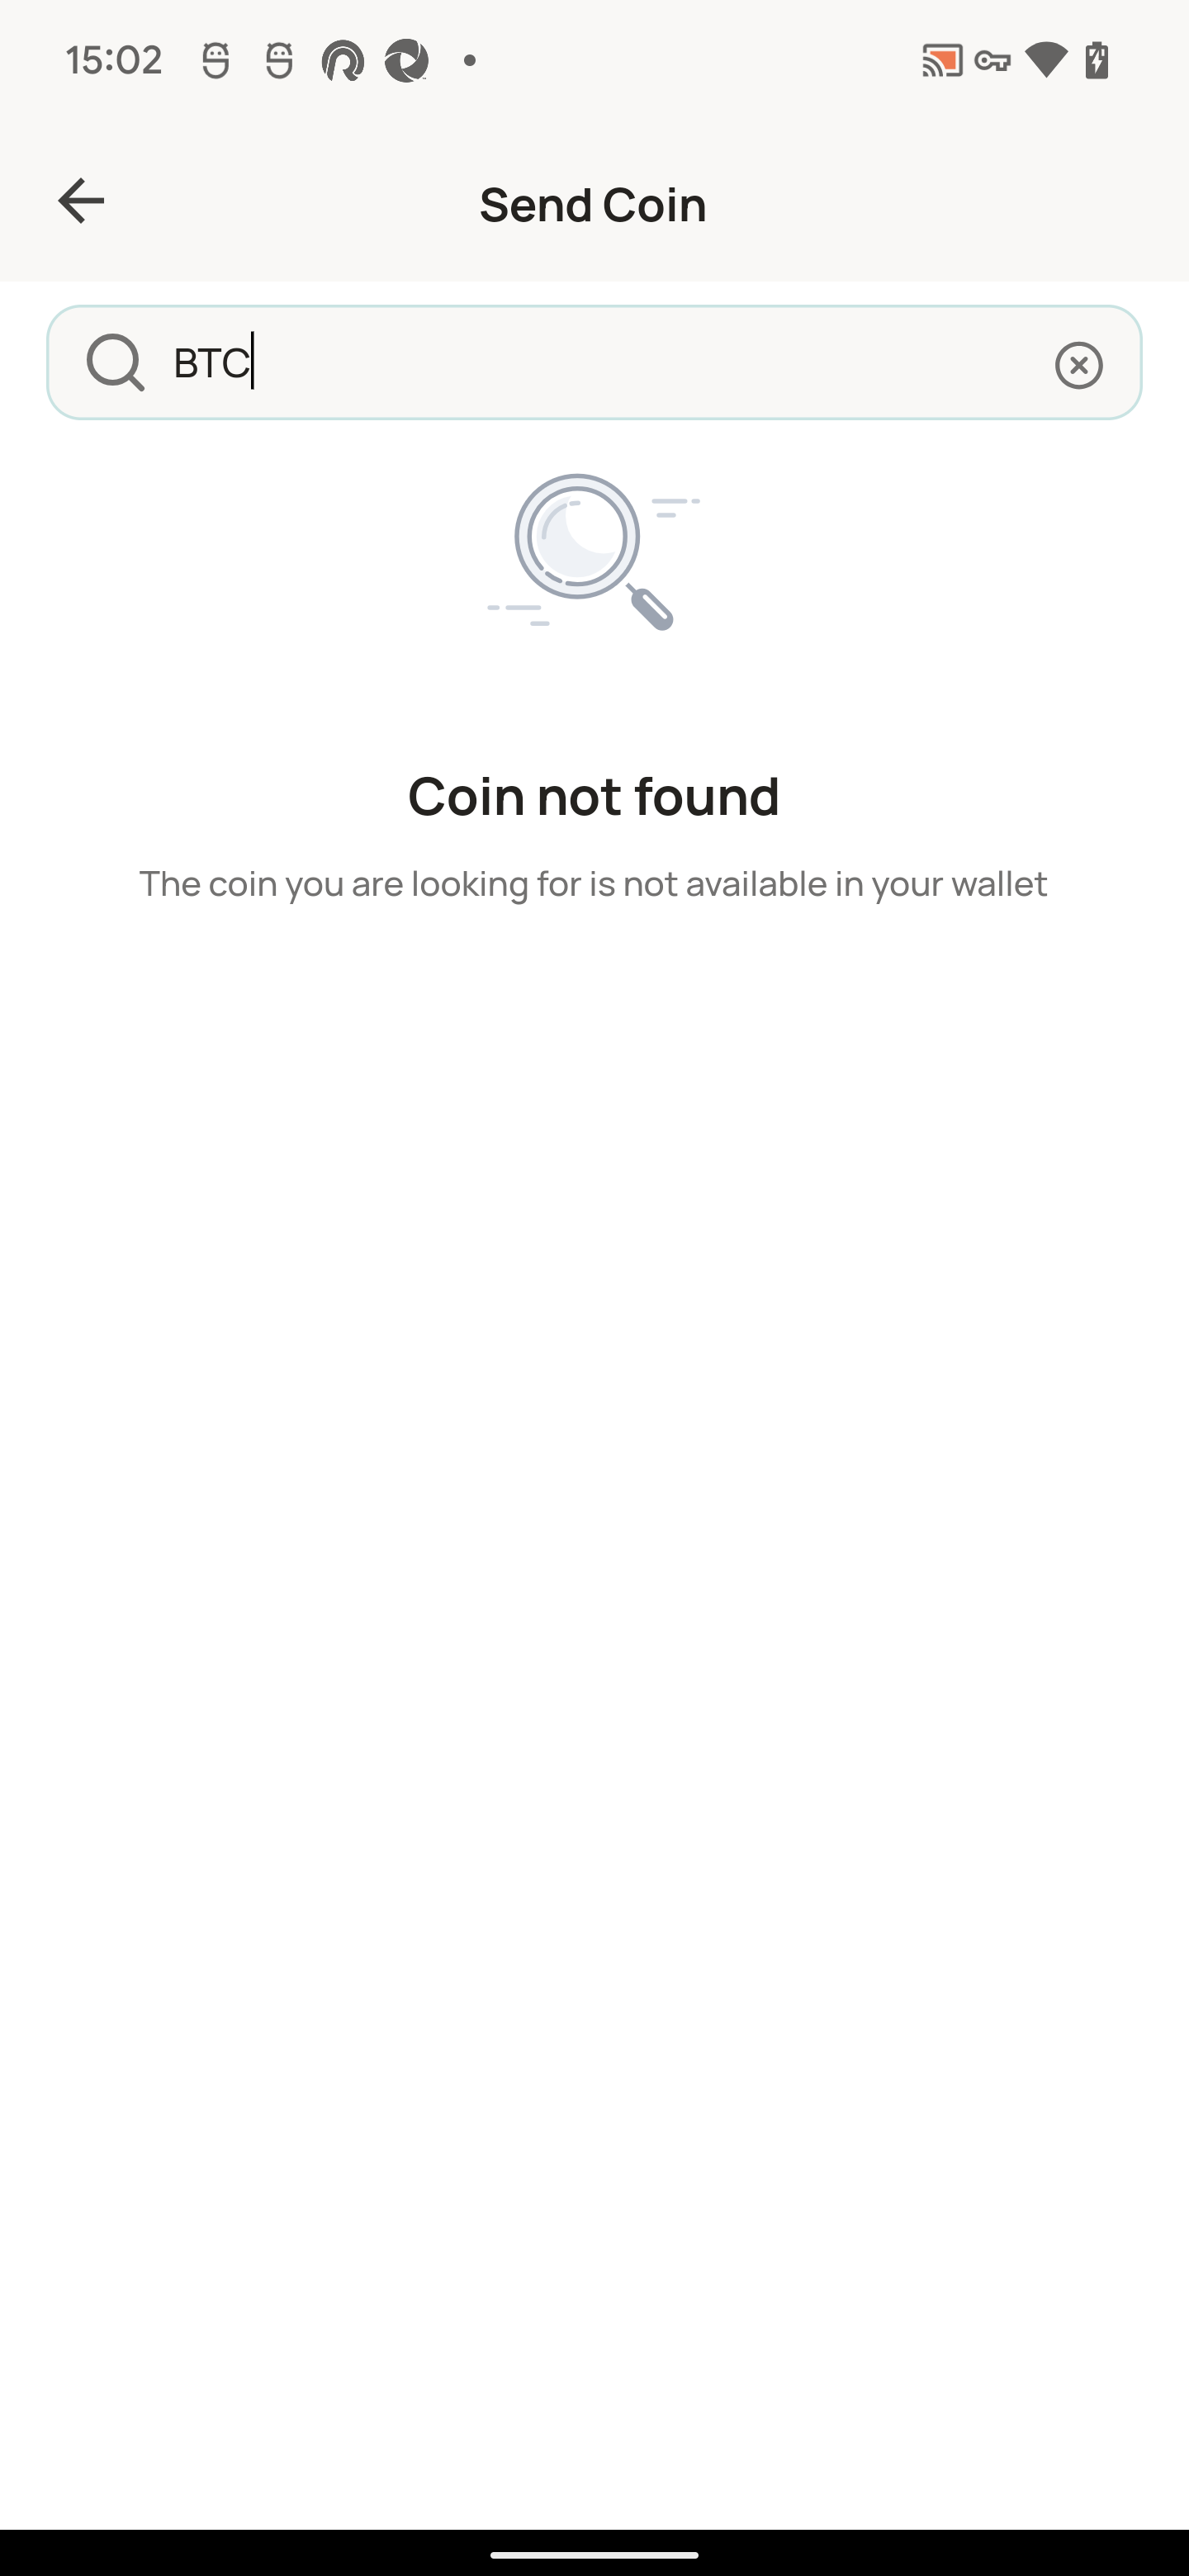 15:02
Send Coin
BTC
Coin not found
The coin you are looking for is not available in your wallet